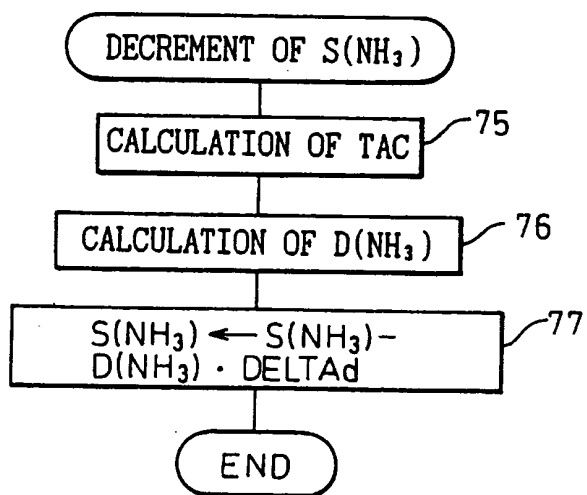 DECREMENT OF S(NH₃)
75
CALCULATION OF TAC
76
CALCULATION OF D(NH₃)
77
S(NH₃) ← S(NH₃)−
D(NH₃) · DELTAd
END